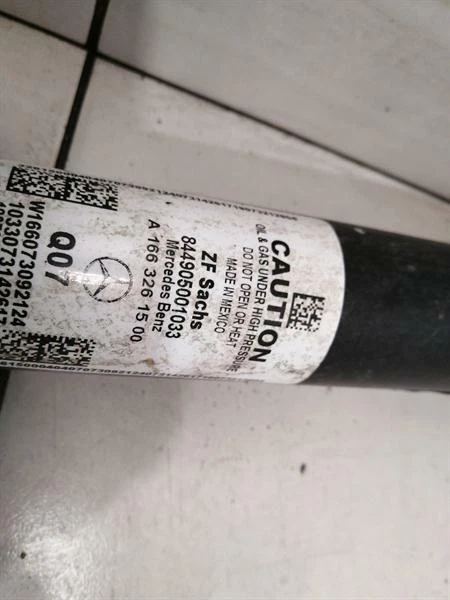 CAUTION
OIL & GAS UNDER HIGH PRESSURE
DO NOT OPEN OR HEAT
MADE IN MEXICO
ZF Sachs
844905001033
Mercedes Benz
A 166 326 15 00
Q07
W166073092124